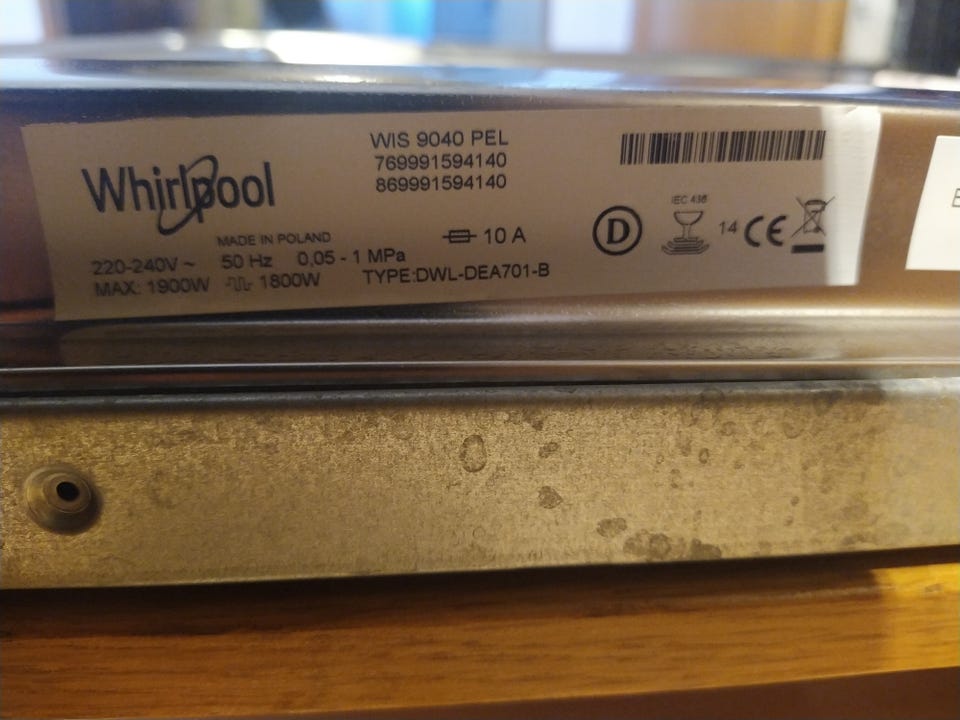 Whirlpool
WIS 9040 PEL
769991594140
869991594140
MADE IN POLAND
220-240V ~ 50 Hz 0,05 - 1 MPa
10 A
MAX: 1900W 1800W TYPE:DWL-DEA701-B
D
IEC 436
14
CE